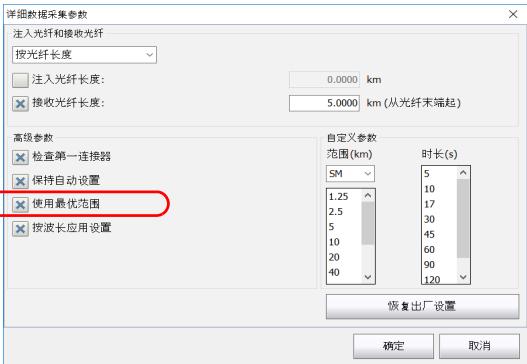 详细数据采集参数
注入光纤和接收光纤
按光纤长度
注入光纤长度: 0.0000 km
接收光纤长度: 5.0000 km (从光纤末端起)
高级参数
检查第一连接器
保持自动设置
使用最优范围
按波长应用设置
自定义参数
范围(km) 时长(s)
SM
1.25
2.5
5
10
20
40
5
10
17
30
45
60
90
120
恢复出厂设置
确定 取消